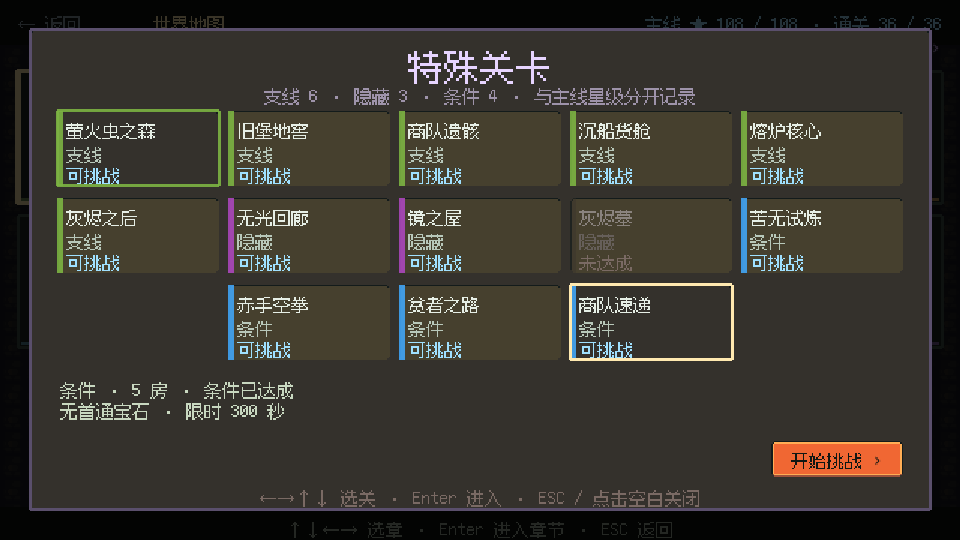 ← 返回 世界地图 主线 ★ 108 / 108 · 通关 36 / 36
特殊关卡
支线 6 · 隐藏 3 · 条件 4 · 与主线星级分开记录
萤火虫之森 旧堡地窖 商队遗骸 沉船货舱 熔炉核心
支线 支线 支线 支线 支线
可挑战 可挑战 可挑战 可挑战 可挑战
灰烬之后 无光回廊 镜之屋 灰烬墓 苦无试炼
支线 隐藏 隐藏 隐藏 条件
可挑战 可挑战 可挑战 未达成 可挑战
赤手空拳 贫者之路 商队速递
条件 条件 条件
可挑战 可挑战 可挑战
条件 · 5 房 · 条件已达成
无首通宝石 · 限时 300 秒
开始挑战 ›
←→↑↓ 选关 · Enter 进入 · ESC / 点击空白关闭
↑↓←→ 选章 · Enter 进入章节 · ESC 返回